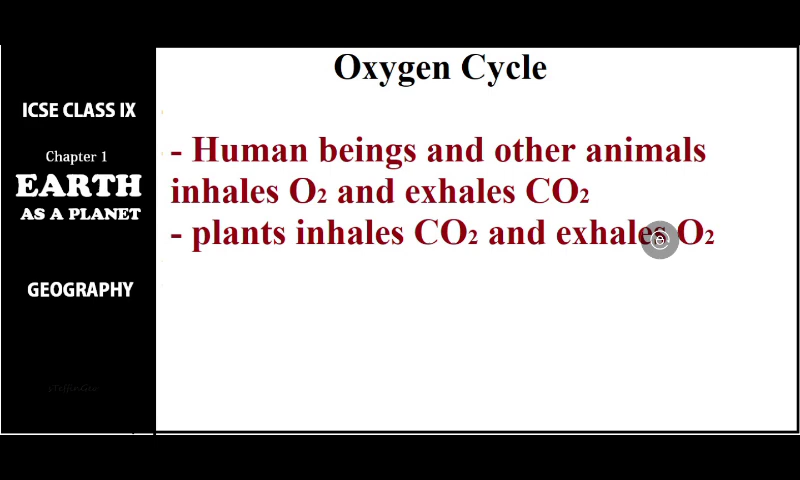 Oxygen Cycle
ICSE CLASS IX
Chapter 1
EARTH
AS A PLANET
GEOGRAPHY
- Human beings and other animals
inhales O₂ and exhales CO₂
- plants inhales CO₂ and exhales O₂